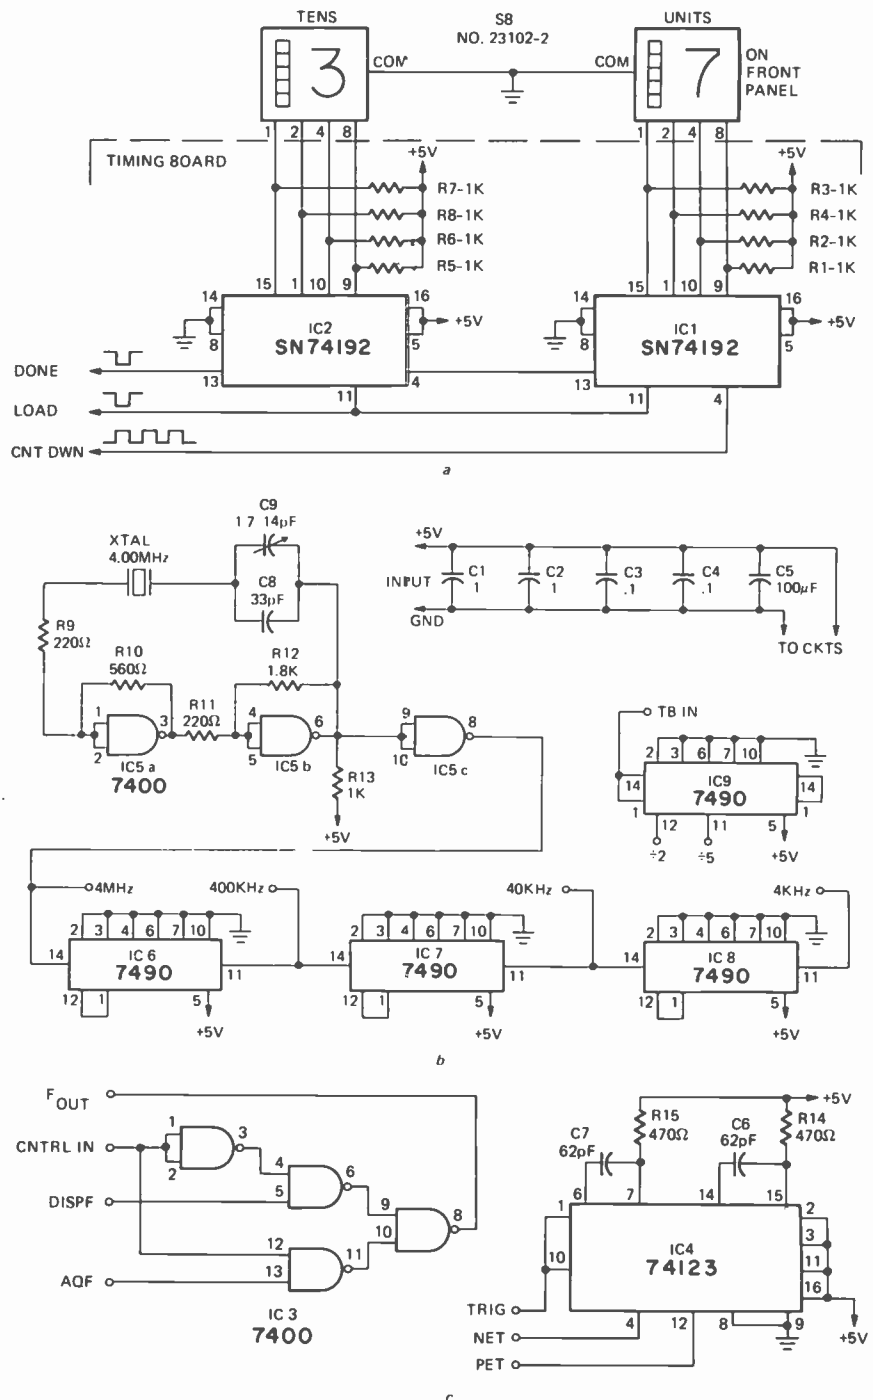 TENS
S8
NO. 23102-2
UNITS
3
COM
COM
7
ON
FRONT
PANEL
1 2 4 8
1 2 4 8
TIMING BOARD
+5V
+5V
R7-1K
R3-1K
R8-1K
R4-1K
R6-1K
R2-1K
R5-1K
R1-1K
15 1 10 9
15 1 10 9
14
16
14
16
IC2
SN74192
+5V
IC1
SN74192
+5V
8
5
8
5
DONE
13
4
13
LOAD
11
11
4
CNT DWN
a
C9
1 7 14pF
XTAL
4.00MHz
C8
33pF
R9
220Ω
R10
560Ω
R11
220Ω
R12
1.8K
1
2
3
4
5
6
9
10
8
IC5 a
7400
IC5 b
IC5 c
R13
1K
+5V
+5V
INPUT
GND
C1
1
C2
1
C3
.1
C4
.1
C5
100µF
TO CKTS
TB IN
2 3 6 7 10
14
IC9
7490
14
1
12
11
5
1
÷2
÷5
+5V
4MHz
400KHz
40KHz
4KHz
2 3 4 6 7 10
2 3 4 6 7 10
2 3 4 6 7 10
14
IC 6
7490
11
14
IC 7
7490
11
14
IC 8
7490
11
12 1
5
12 1
5
12 1
5
+5V
+5V
+5V
b
FOUT
CNTRL IN
1
2
3
4
5
6
DISPF
9
10
8
12
13
11
AQF
IC 3
7400
+5V
R15
470Ω
R14
470Ω
C7
62pF
C6
62pF
6
7
14
15
1
2
3
10
IC4
74123
11
16
TRIG
4
12
8
9
+5V
NET
PET
c